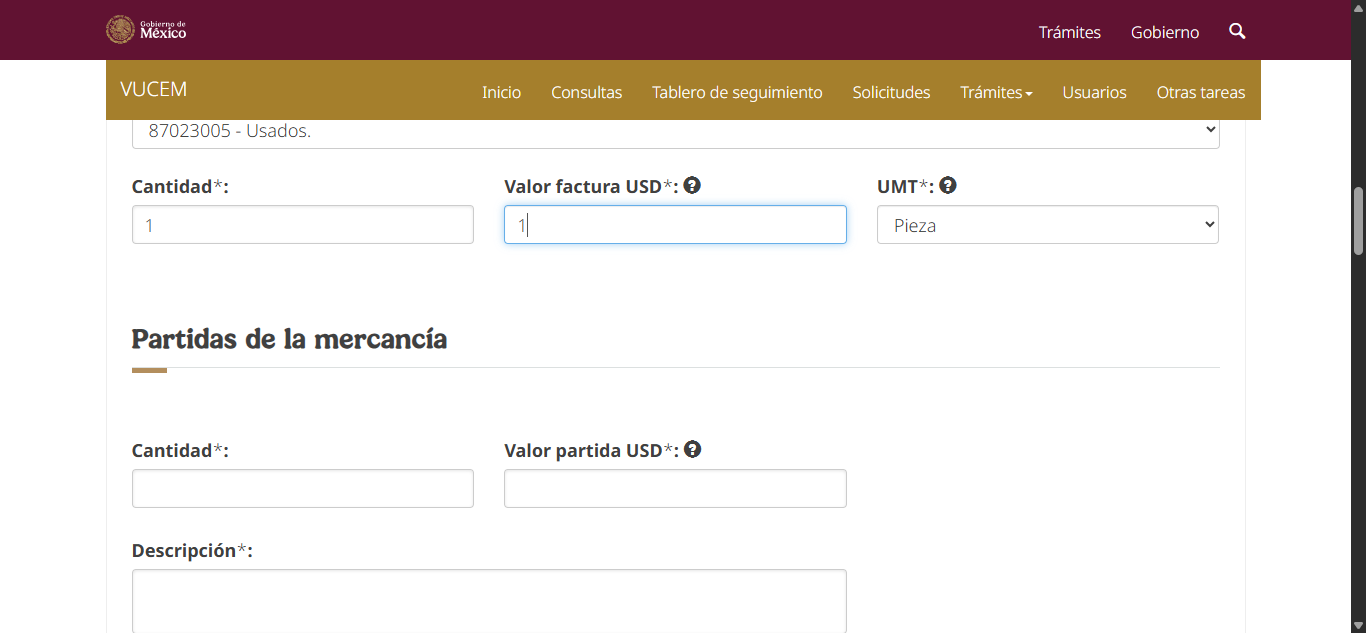 Gobierno de
México
Trámites
Gobierno
VUCEM
Inicio
Consultas
Tablero de seguimiento
Solicitudes
Trámites
Usuarios
Otras tareas
87023005 - Usados.
Cantidad*:
Valor factura USD*: ?
UMT*: ?
1
1
Pieza
Partidas de la mercancía
Cantidad*:
Valor partida USD*: ?
Descripción*: